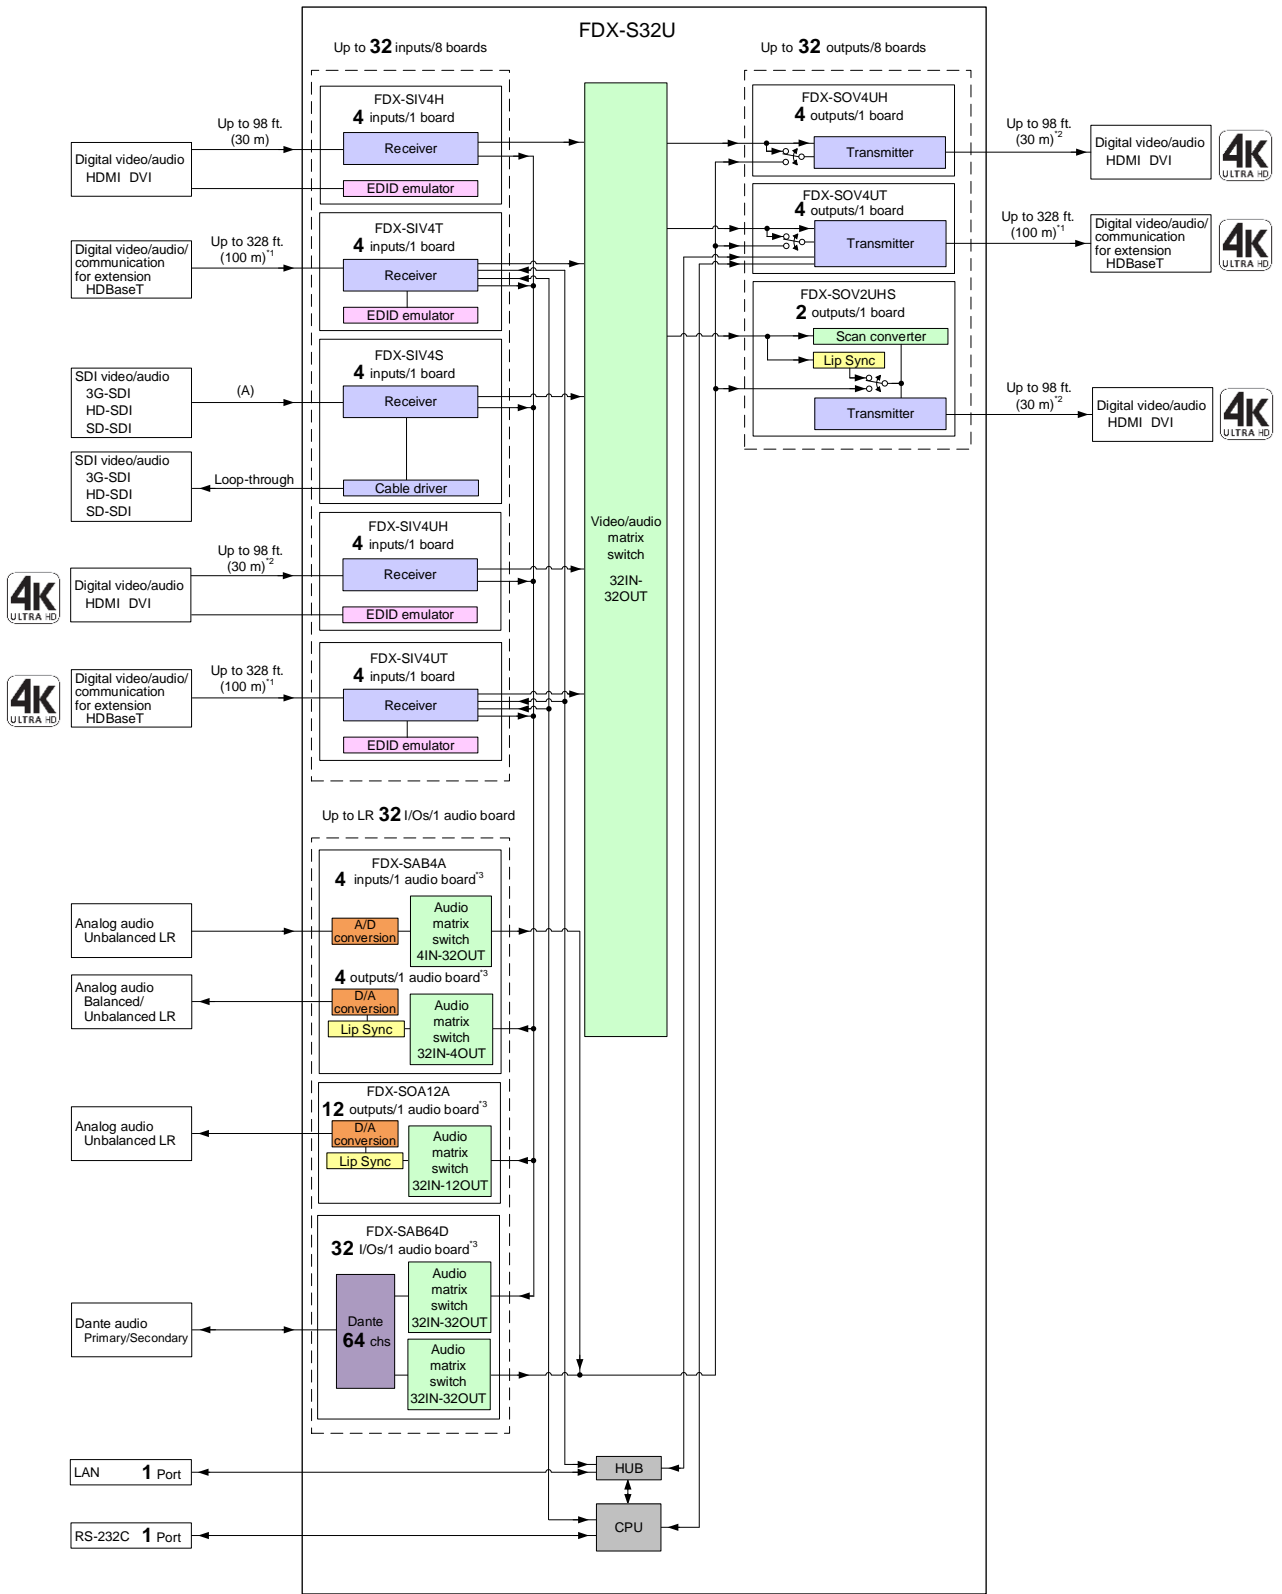 FDX-S32U
Up to 32 inputs/8 boards
Up to 32 outputs/8 boards
FDX-SIV4H
4 inputs/1 board
Up to 98 ft.
(30 m)
Receiver
Digital video/audio
HDMI DVI
EDID emulator
FDX-SIV4T
4 inputs/1 board
Digital video/audio/
communication
for extension
HDBaseT
Up to 328 ft.
(100 m)*1
Receiver
EDID emulator
FDX-SIV4S
4 inputs/1 board
SDI video/audio
3G-SDI
HD-SDI
SD-SDI
(A)
Receiver
SDI video/audio
3G-SDI
HD-SDI
SD-SDI
Loop-through
Cable driver
FDX-SIV4UH
4 inputs/1 board
4K
ULTRA HD
Digital video/audio
HDMI DVI
Up to 98 ft.
(30 m)*2
Receiver
EDID emulator
FDX-SIV4UT
4 inputs/1 board
4K
ULTRA HD
Digital video/audio/
communication
for extension
HDBaseT
Up to 328 ft.
(100 m)*1
Receiver
EDID emulator
Video/audio
matrix
switch
32IN-
32OUT
FDX-SOV4UH
4 outputs/1 board
Transmitter
Up to 98 ft.
(30 m)*2
Digital video/audio
HDMI DVI
4K
ULTRA HD
FDX-SOV4UT
4 outputs/1 board
Transmitter
Up to 328 ft.
(100 m)*1
Digital video/audio/
communication
for extension
HDBaseT
4K
ULTRA HD
FDX-SOV2UHS
2 outputs/1 board
Scan converter
Lip Sync
Transmitter
Up to 98 ft.
(30 m)*2
Digital video/audio
HDMI DVI
4K
ULTRA HD
Up to LR 32 I/Os/1 audio board
FDX-SAB4A
4 inputs/1 audio board*3
Analog audio
Unbalanced LR
A/D
conversion
Audio
matrix
switch
4IN-32OUT
4 outputs/1 audio board*3
Analog audio
Balanced/
Unbalanced LR
D/A
conversion
Lip Sync
Audio
matrix
switch
32IN-4OUT
FDX-SOA12A
12 outputs/1 audio board*3
Analog audio
Unbalanced LR
D/A
conversion
Lip Sync
Audio
matrix
switch
32IN-12OUT
FDX-SAB64D
32 I/Os/1 audio board*3
Dante audio
Primary/Secondary
Dante
64 chs
Audio
matrix
switch
32IN-32OUT
Audio
matrix
switch
32IN-32OUT
LAN 1 Port
HUB
RS-232C 1 Port
CPU